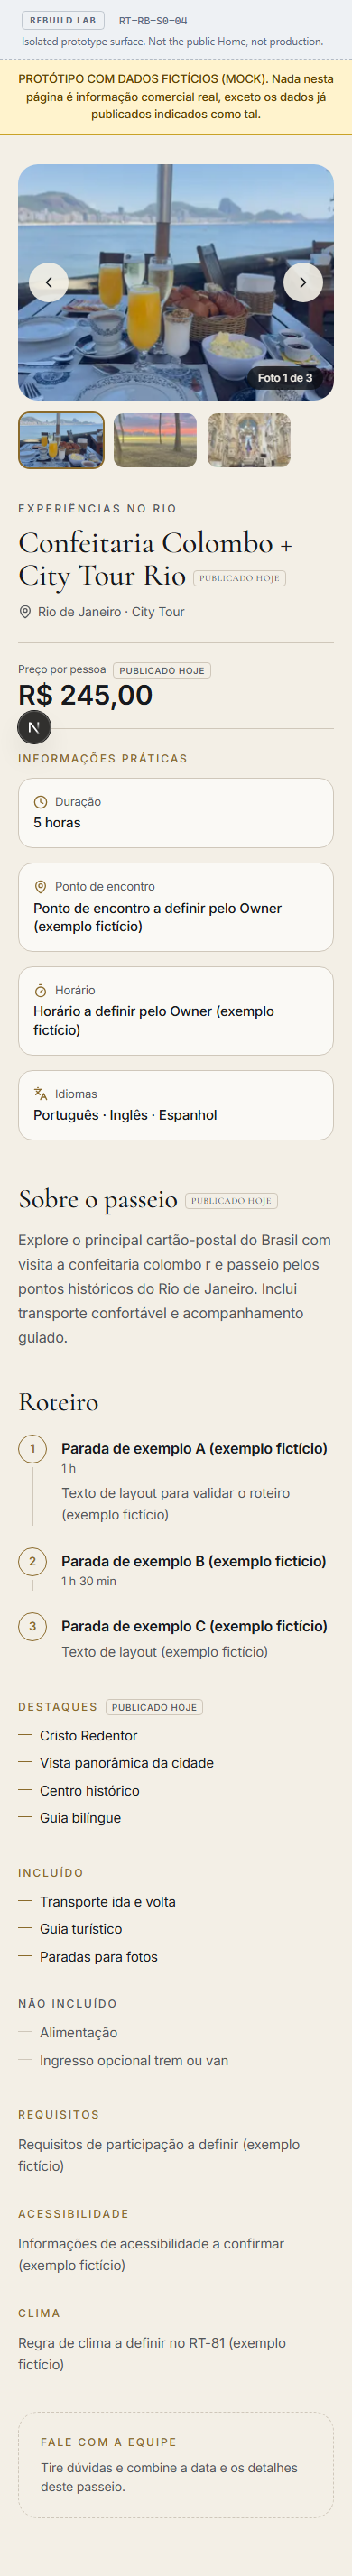 REBUILD LAB RT-RB-S0-04
Isolated prototype surface. Not the public Home, not production.
PROTÓTIPO COM DADOS FICTÍCIOS (MOCK). Nada nesta
página é informação comercial real, exceto os dados já
publicados indicados como tal.
Foto 1 de 3
EXPERIÊNCIAS NO RIO
Confeitaria Colombo +
City Tour Rio PUBLICADO HOJE
Rio de Janeiro · City Tour
Preço por pessoa PUBLICADO HOJE
R$ 245,00
N
INFORMAÇÕES PRÁTICAS
Duração
5 horas
Ponto de encontro
Ponto de encontro a definir pelo Owner
(exemplo fictício)
Horário
Horário a definir pelo Owner (exemplo
fictício)
Idiomas
Português · Inglês · Espanhol
Sobre o passeio PUBLICADO HOJE
Explore o principal cartão-postal do Brasil com
visita a confeitaria colombo r e passeio pelos
pontos históricos do Rio de Janeiro. Inclui
transporte confortável e acompanhamento
guiado.
Roteiro
1 Parada de exemplo A (exemplo fictício)
1 h
Texto de layout para validar o roteiro
(exemplo fictício)
2 Parada de exemplo B (exemplo fictício)
1 h 30 min
3 Parada de exemplo C (exemplo fictício)
Texto de layout (exemplo fictício)
DESTAQUES PUBLICADO HOJE
Cristo Redentor
Vista panorâmica da cidade
Centro histórico
Guia bilíngue
INCLUÍDO
Transporte ida e volta
Guia turístico
Paradas para fotos
NÃO INCLUÍDO
Alimentação
Ingresso opcional trem ou van
REQUISITOS
Requisitos de participação a definir (exemplo
fictício)
ACESSIBILIDADE
Informações de acessibilidade a confirmar
(exemplo fictício)
CLIMA
Regra de clima a definir no RT-81 (exemplo
fictício)
FALE COM A EQUIPE
Tire dúvidas e combine a data e os detalhes
deste passeio.